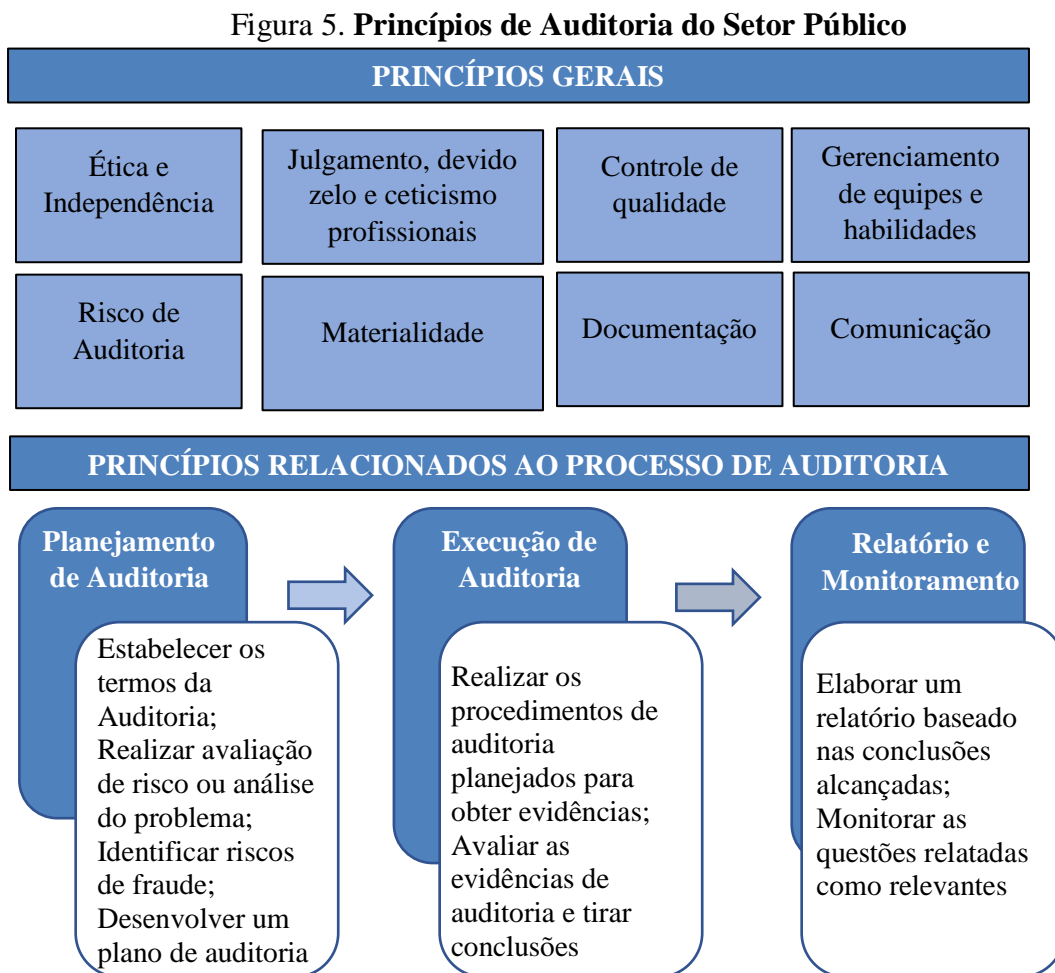 Figura 5. Princípios de Auditoria do Setor Público
PRINCÍPIOS GERAIS
Ética e
Independência
Julgamento, devido
zelo e ceticismo
profissionais
Controle de
qualidade
Gerenciamento
de equipes e
habilidades
Risco de
Auditoria
Materialidade
Documentação
Comunicação
PRINCÍPIOS RELACIONADOS AO PROCESSO DE AUDITORIA
Planejamento
de Auditoria
Estabelecer os
termos da
Auditoria;
Realizar avaliação
de risco ou análise
do problema;
Identificar riscos
de fraude;
Desenvolver um
plano de auditoria
Execução de
Auditoria
Realizar os
procedimentos de
auditoria
planejados para
obter evidências;
Avaliar as
evidências de
auditoria e tirar
conclusões
Relatório e
Monitoramento
Elaborar um
relatório baseado
nas conclusões
alcançadas;
Monitorar as
questões relatadas
como relevantes